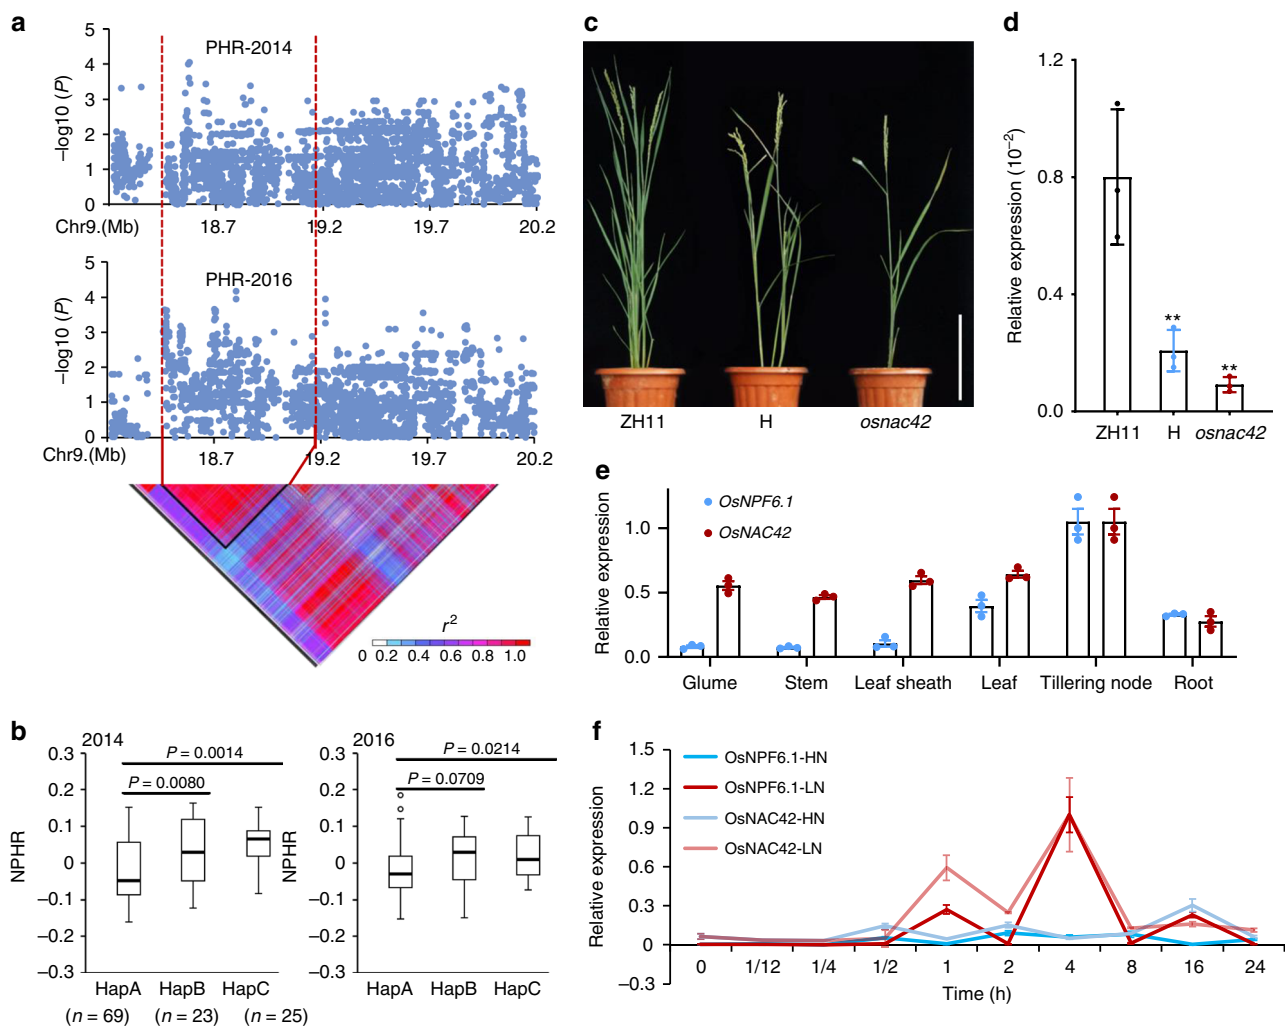 a
PHR-2014
–log10 (P)
5
4
3
2
1
0
Chr9.(Mb)
18.7
19.2
19.7
20.2
PHR-2016
–log10 (P)
5
4
3
2
1
0
Chr9.(Mb)
18.7
19.2
19.7
20.2
r²
0 0.2 0.4 0.6 0.8 1.0
b
2014
P = 0.0014
P = 0.0080
NPHR
0.3
0.2
0.1
0
–0.1
–0.2
–0.3
HapA HapB HapC
(n = 69) (n = 23) (n = 25)
2016
P = 0.0214
P = 0.0709
NPHR
0.3
0.2
0.1
0
–0.1
–0.2
–0.3
HapA HapB HapC
c
ZH11 H osnac42
d
Relative expression (10⁻²)
1.2
0.8
0.4
0.0
**
**
ZH11 H osnac42
e
OsNPF6.1
OsNAC42
Relative expression
1.0
0.5
0.0
Glume Stem Leaf sheath Leaf Tillering node Root
f
OsNPF6.1-HN
OsNPF6.1-LN
OsNAC42-HN
OsNAC42-LN
Relative expression
1.5
1.2
0.9
0.6
0.3
0
–0.3
0 1/12 1/4 1/2 1 2 4 8 16 24
Time (h)